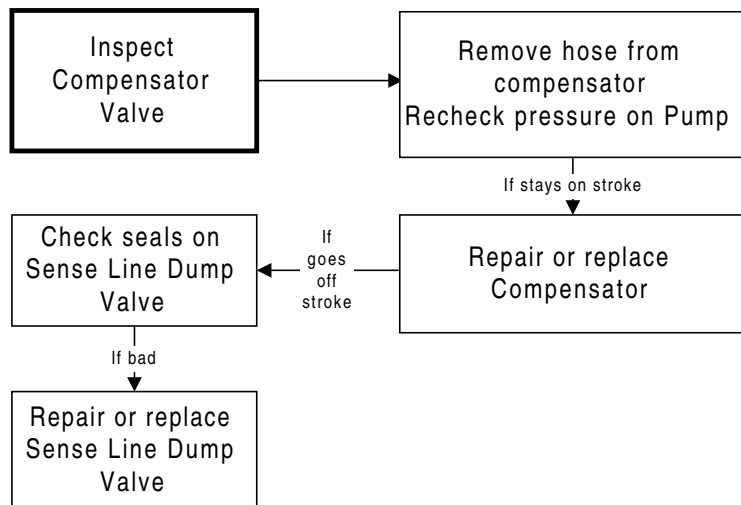 Inspect
Compensator
Valve
Remove hose from
compensator
Recheck pressure on Pump
If stays on stroke
Repair or replace
Compensator
If
goes
off
stroke
Check seals on
Sense Line Dump
Valve
If bad
Repair or replace
Sense Line Dump
Valve